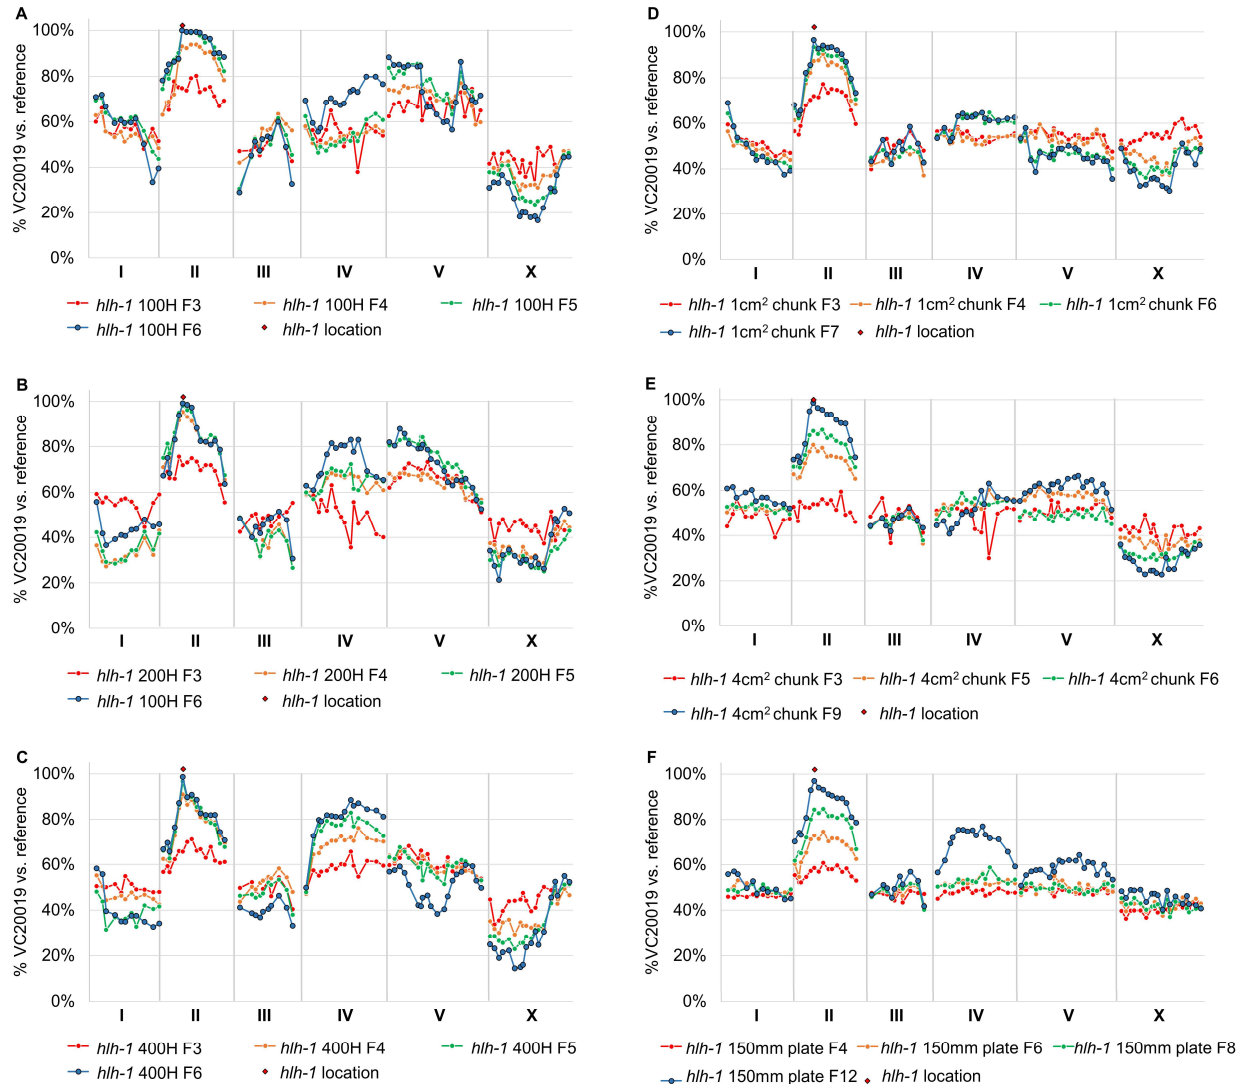 A
% VC20019 vs. reference
100%
80%
60%
40%
20%
0%
I II III IV V X
hlh-1 100H F3 hlh-1 100H F4 hlh-1 100H F5
hlh-1 100H F6 hlh-1 location
B
% VC20019 vs. reference
100%
80%
60%
40%
20%
0%
I II III IV V X
hlh-1 200H F3 hlh-1 200H F4 hlh-1 200H F5
hlh-1 100H F6 hlh-1 location
C
% VC20019 vs. reference
100%
80%
60%
40%
20%
0%
I II III IV V X
hlh-1 400H F3 hlh-1 400H F4 hlh-1 400H F5
hlh-1 400H F6 hlh-1 location
D
% VC20019 vs. reference
100%
80%
60%
40%
20%
0%
I II III IV V X
hlh-1 1cm² chunk F3 hlh-1 1cm² chunk F4 hlh-1 1cm² chunk F6
hlh-1 1cm² chunk F7 hlh-1 location
E
%VC20019 vs. reference
100%
80%
60%
40%
20%
0%
I II III IV V X
hlh-1 4cm² chunk F3 hlh-1 4cm² chunk F5 hlh-1 4cm² chunk F6
hlh-1 4cm² chunk F9 hlh-1 location
F
%VC20019 vs. reference
100%
80%
60%
40%
20%
0%
I II III IV V X
hlh-1 150mm plate F4 hlh-1 150mm plate F6 hlh-1 150mm plate F8
hlh-1 150mm plate F12 hlh-1 location